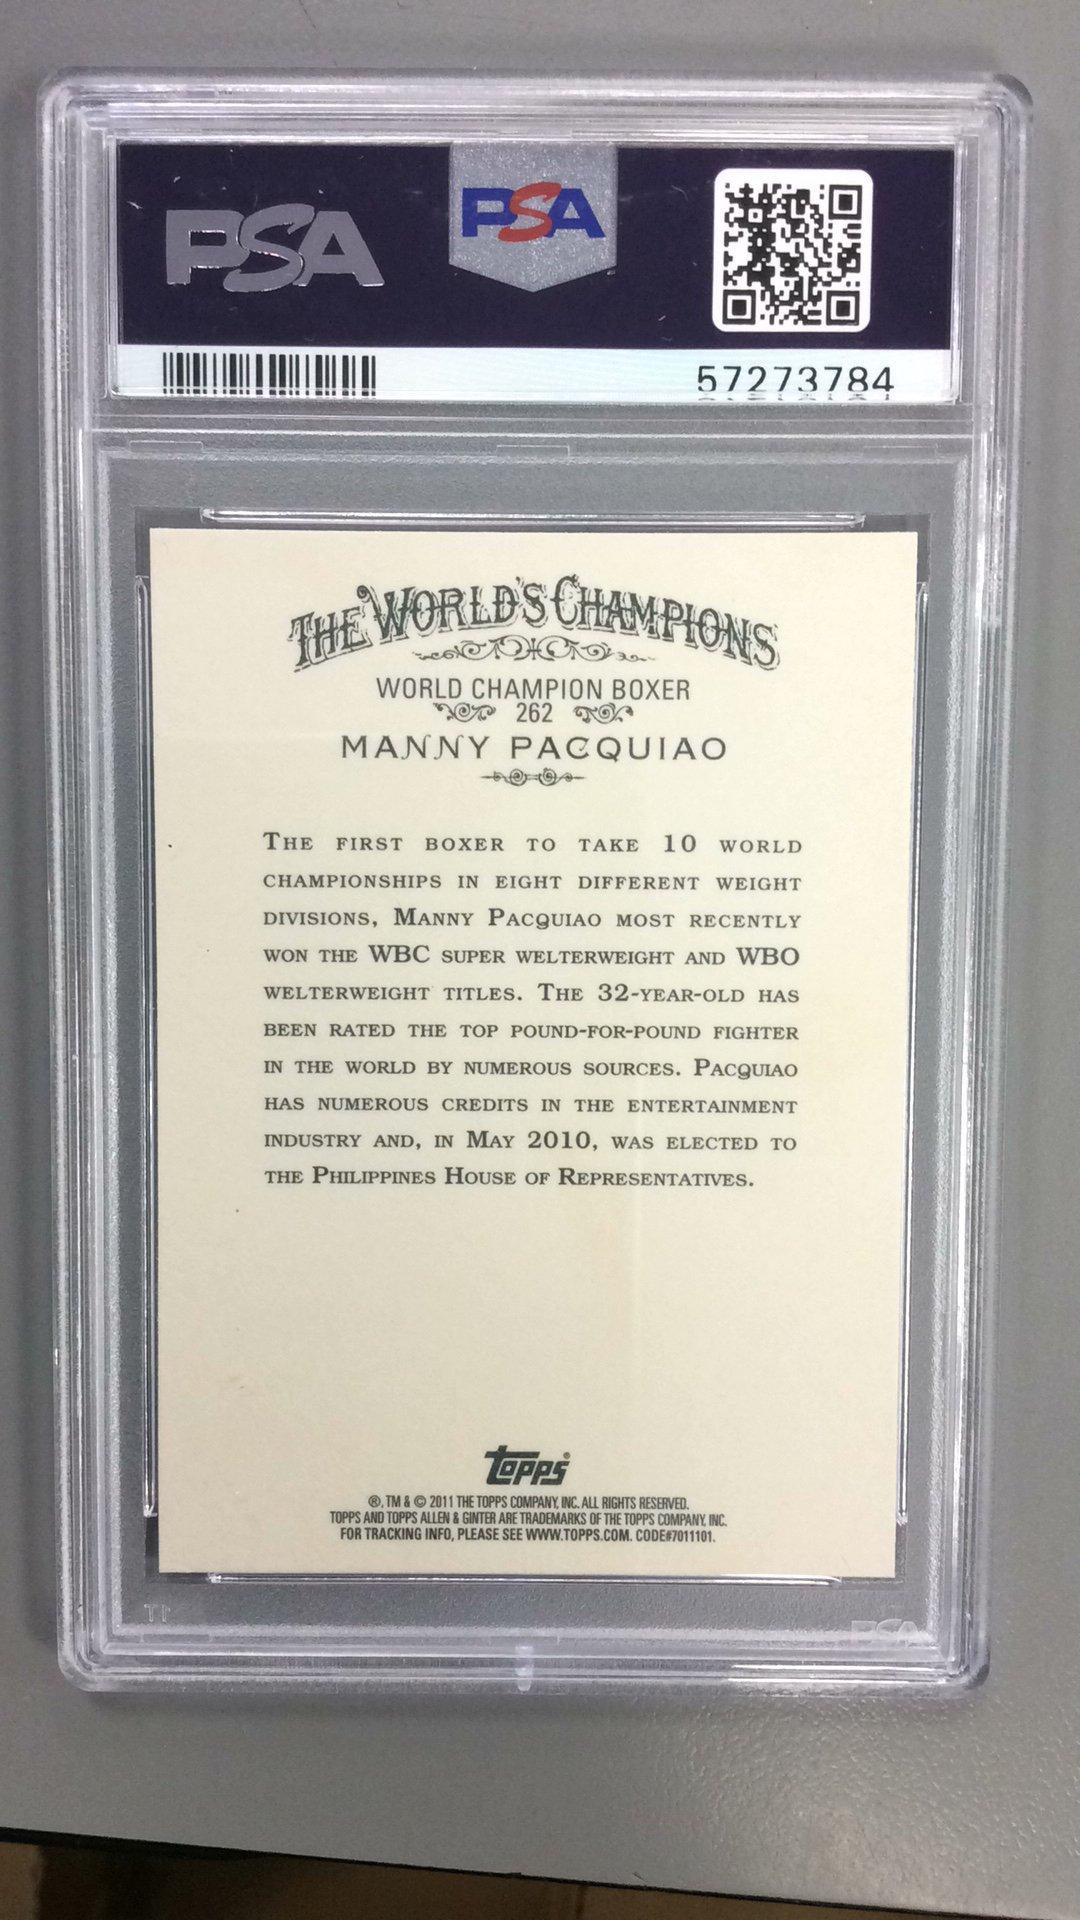 PSA
PSA
57273784
THE WORLD'S CHAMPIONS
WORLD CHAMPION BOXER
262
MANNY PACQUIAO
THE FIRST BOXER TO TAKE 10 WORLD
CHAMPIONSHIPS IN EIGHT DIFFERENT WEIGHT
DIVISIONS, MANNY PACQUIAO MOST RECENTLY
WON THE WBC SUPER WELTERWEIGHT AND WBO
WELTERWEIGHT TITLES. THE 32-YEAR-OLD HAS
BEEN RATED THE TOP POUND-FOR-POUND FIGHTER
IN THE WORLD BY NUMEROUS SOURCES. PACQUIAO
HAS NUMEROUS CREDITS IN THE ENTERTAINMENT
INDUSTRY AND, IN MAY 2010, WAS ELECTED TO
THE PHILIPPINES HOUSE OF REPRESENTATIVES.
Topps®
®, TM & © 2011 THE TOPPS COMPANY, INC. ALL RIGHTS RESERVED.
TOPPS AND TOPPS ALLEN & GINTER ARE TRADEMARKS OF THE TOPPS COMPANY, INC.
FOR TRACKING INFO, PLEASE SEE WWW.TOPPS.COM. CODE#7011101.
PSA